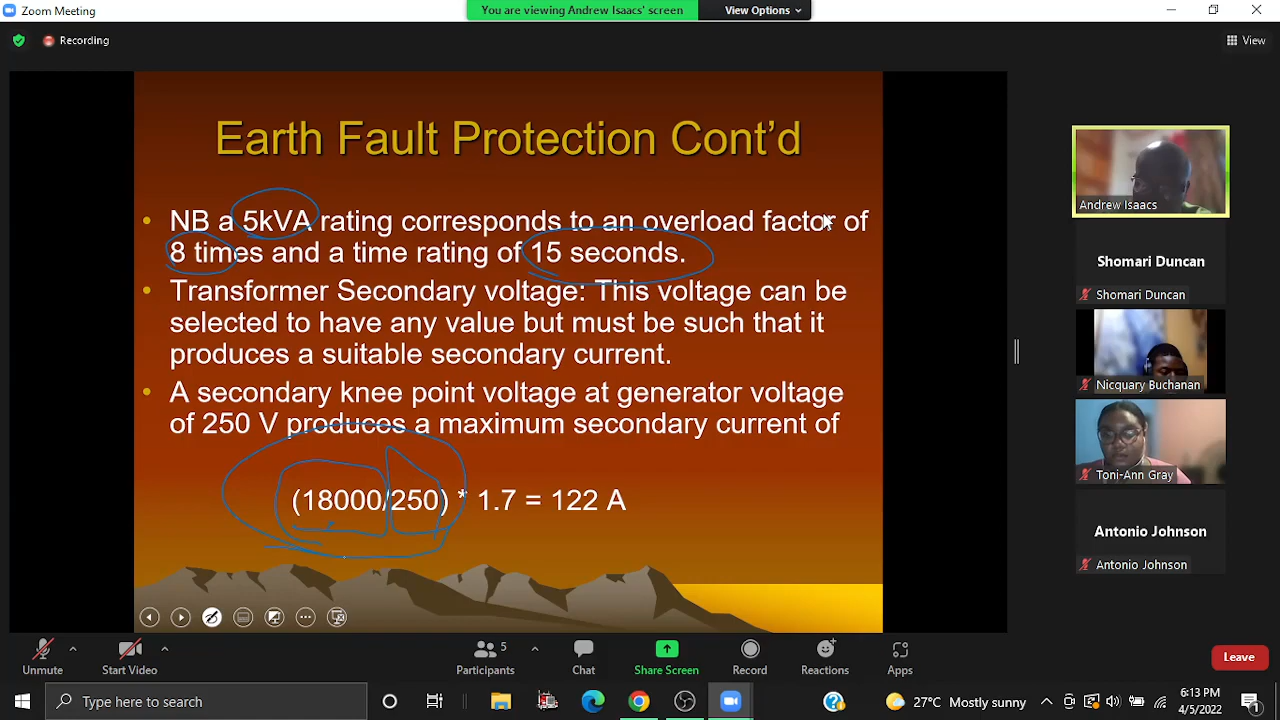 Zoom Meeting
You are viewing Andrew Isaacs' screen
View Options
Recording
View
Earth Fault Protection Cont'd
NB a 5kVA rating corresponds to an overload factor of
8 times and a time rating of 15 seconds.
Transformer Secondary voltage: This voltage can be
selected to have any value but must be such that it
produces a suitable secondary current.
A secondary knee point voltage at generator voltage
of 250 V produces a maximum secondary current of
(18000/250) * 1.7 = 122 A
Andrew Isaacs
Shomari Duncan
Shomari Duncan
Nicquary Buchanan
Toni-Ann Gray
Antonio Johnson
Antonio Johnson
Unmute
Start Video
5
Participants
Chat
Share Screen
Record
Reactions
Apps
Leave
Type here to search
27°C Mostly sunny
6:13 PM
4/5/2022
1